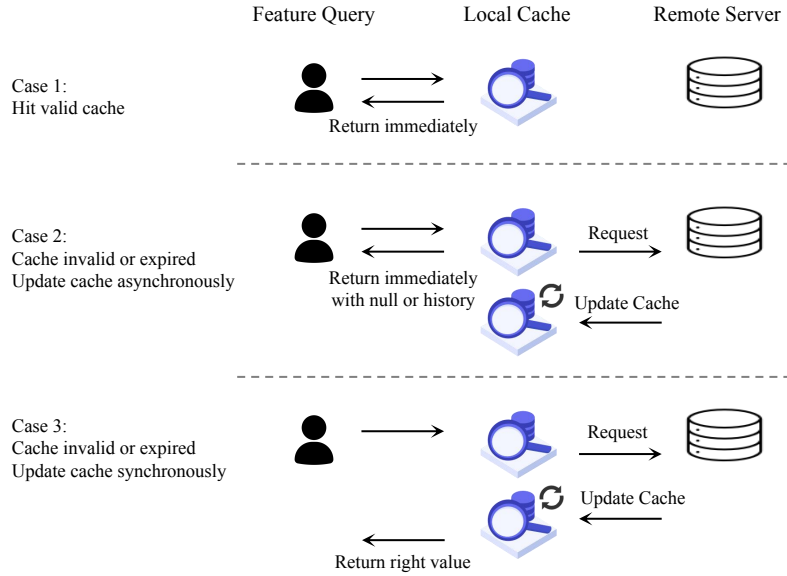 Feature Query
Local Cache
Remote Server
Case 1:
Hit valid cache
Return immediately
Case 2:
Cache invalid or expired
Update cache asynchronously
Return immediately
with null or history
Request
Update Cache
Case 3:
Cache invalid or expired
Update cache synchronously
Request
Update Cache
Return right value